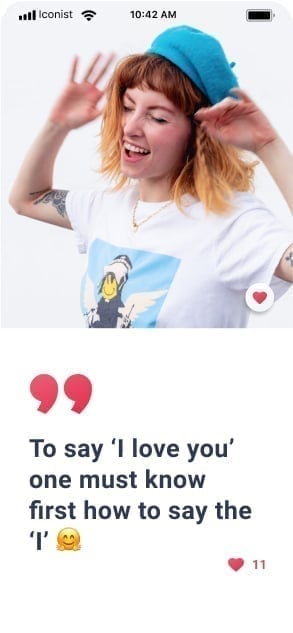 Iconist 10:42 AM
To say ‘I love you’
one must know
first how to say the
‘I’ 🤗
11